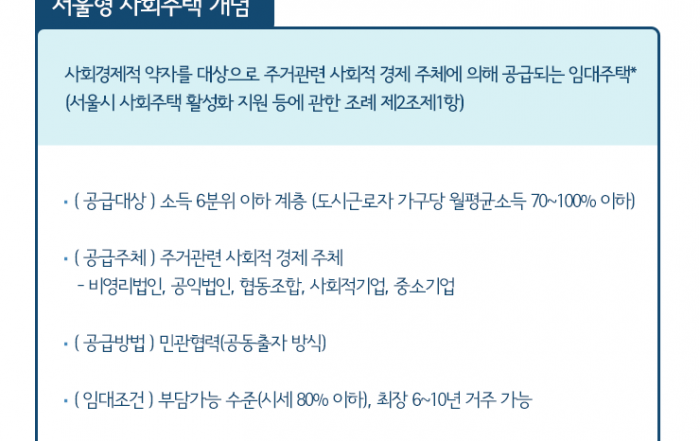 서울형 사회주택 개념
사회경제적 약자를 대상으로 주거관련 사회적 경제 주체에 의해 공급되는 임대주택*
(서울시 사회주택 활성화 지원 등에 관한 조례 제2조제1항)
• ( 공급대상 ) 소득 6분위 이하 계층 (도시근로자 가구당 월평균소득 70~100% 이하)
• ( 공급주체 ) 주거관련 사회적 경제 주체
- 비영리법인, 공익법인, 협동조합, 사회적기업, 중소기업
• ( 공급방법 ) 민관협력(공동출자 방식)
• ( 임대조건 ) 부담가능 수준(시세 80% 이하), 최장 6~10년 거주 가능